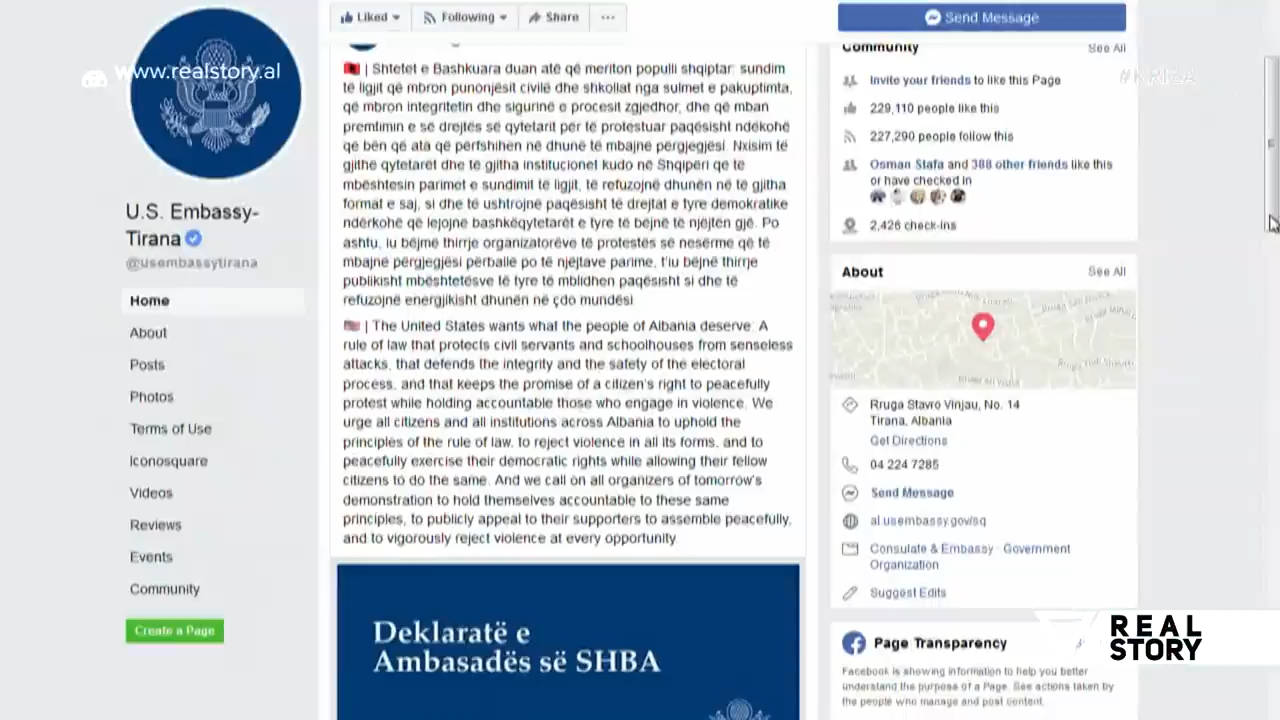 Liked
Following
Share
Send Message
www.realstory.al
U.S. Embassy-
Tirana
@usembassytirana
Home
About
Posts
Photos
Terms of Use
Iconosquare
Videos
Reviews
Events
Community
Create a Page
| Shtetet e Bashkuara duan atë që meriton populli shqiptar: sundim
të ligjit që mbron punonjësit civilë dhe shkollat nga sulmet e pakuptimta,
që mbron integritetin dhe sigurinë e procesit zgjedhor, dhe që mban
premtimin e së drejtës së qytetarit për të protestuar paqësisht ndëkohë
që bën që ata që përfshihen në dhunë të mbajnë përgjegjësi. Nxisim të
gjithë qytetarët dhe të gjitha institucionet kudo në Shqipëri që të
mbështesin parimet e sundimit të ligjit, të refuzojnë dhunën në të gjitha
format e saj, si dhe të ushtrojnë paqësisht të drejtat e tyre demokratike
ndërkohë që lejojnë bashkëqytetarët e tyre të bëjnë të njëjtën gjë. Po
ashtu, iu bëjmë thirrje organizatorëve të protestës së nesërme që të
mbajnë përgjegjësi përballë po të njëjtave parime, t'iu bëjnë thirrje
publikisht mbështetësve të tyre të mblidhen paqësisht si dhe të
refuzojnë energjikisht dhunën në çdo mundësi
| The United States wants what the people of Albania deserve: A
rule of law that protects civil servants and schoolhouses from senseless
attacks, that defends the integrity and the safety of the electoral
process, and that keeps the promise of a citizen's right to peacefully
protest while holding accountable those who engage in violence. We
urge all citizens and all institutions across Albania to uphold the
principles of the rule of law, to reject violence in all its forms, and to
peacefully exercise their democratic rights while allowing their fellow
citizens to do the same. And we call on all organizers of tomorrow's
demonstration to hold themselves accountable to these same
principles, to publicly appeal to their supporters to assemble peacefully,
and to vigorously reject violence at every opportunity.
Deklaratë e
Ambasadës së SHBA
Community
See All
Invite your friends to like this Page
229,110 people like this
227,290 people follow this
Osman Stafa and 388 other friends like this
or have checked in
2,426 check-ins
About
See All
Rruga Stavro Vinjau, No. 14
Tirana, Albania
Get Directions
04 224 7285
Send Message
al.usembassy.gov/sq
Consulate & Embassy · Government
Organization
Suggest Edits
Page Transparency
Facebook is showing information to help you better
understand the purpose of a Page. See actions taken by
the people who manage and post content.
REAL
STORY